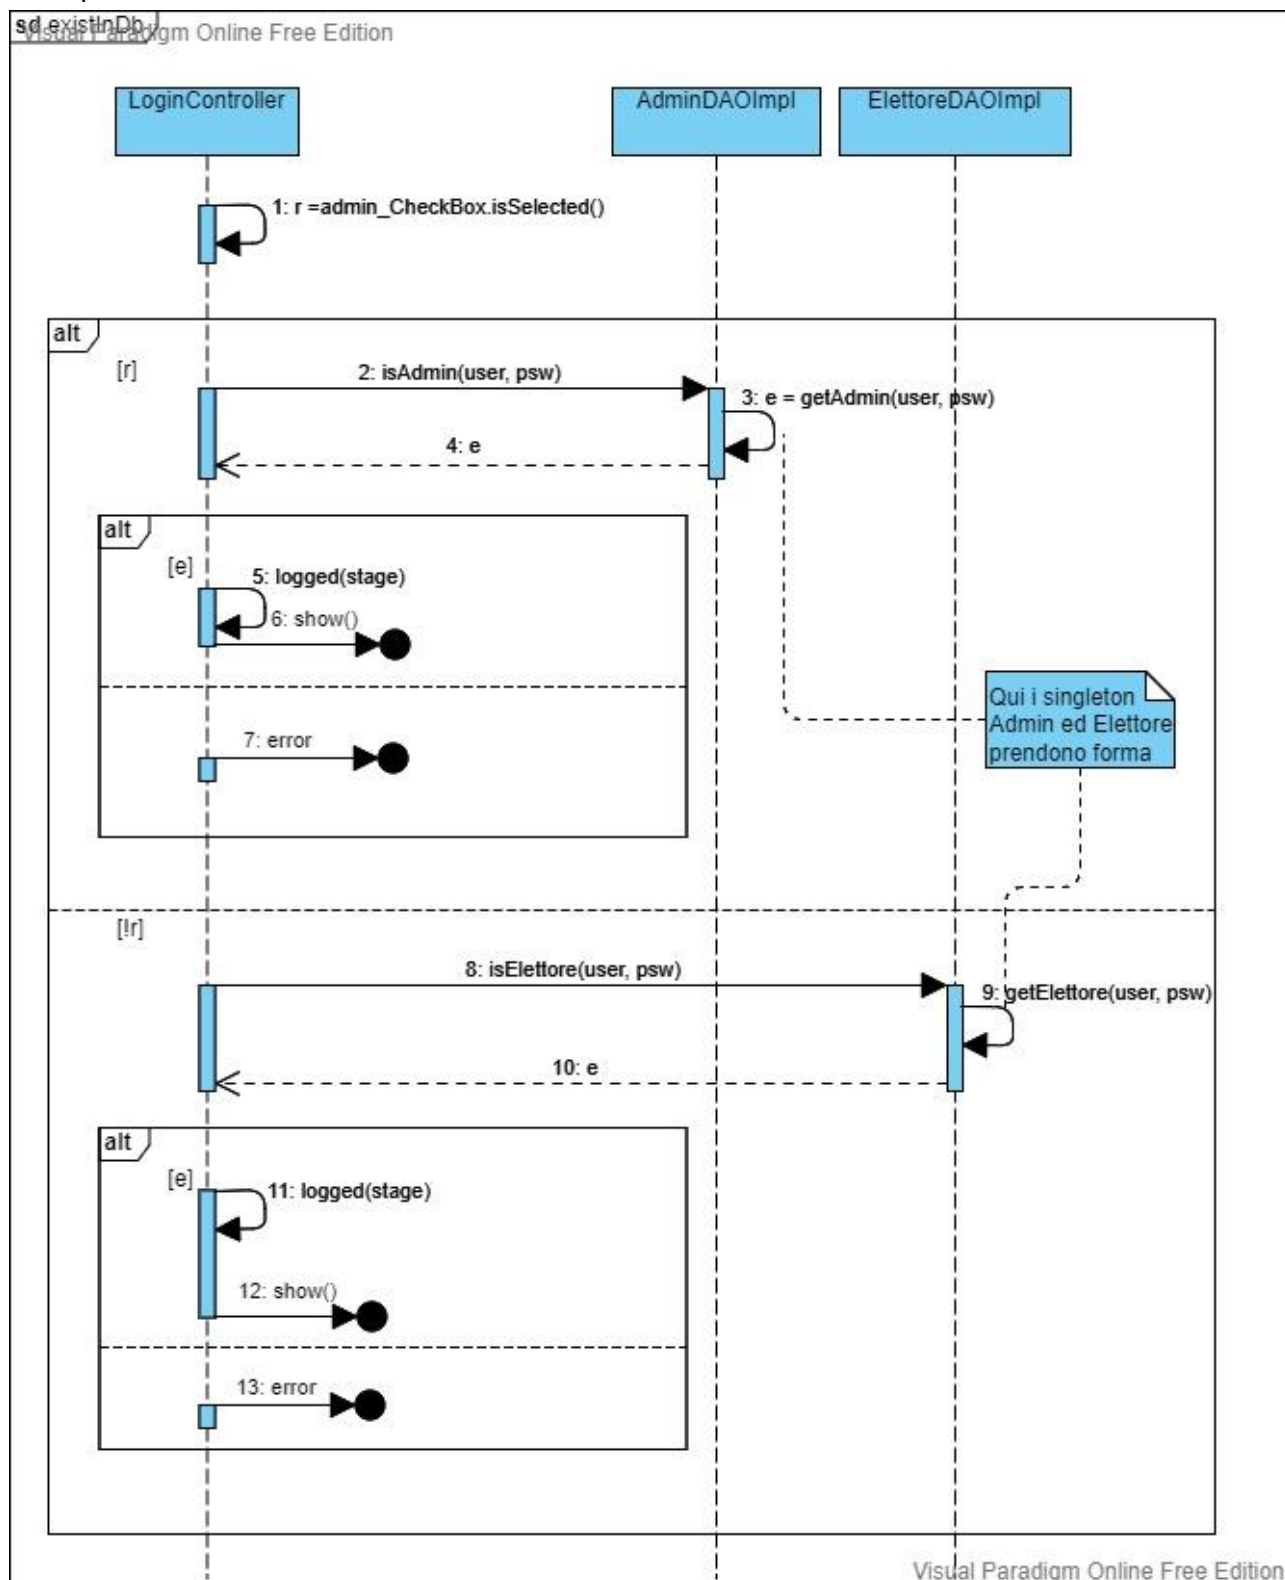 sd existInDb
Visual Paradigm Online Free Edition
LoginController
AdminDAOImpl
ElettoreDAOImpl
1: r =admin_CheckBox.isSelected()
alt
[r]
2: isAdmin(user, psw)
3: e = getAdmin(user, psw)
4: e
alt
[e]
5: logged(stage)
6: show()
7: error
Qui i singleton
Admin ed Elettore
prendono forma
[!r]
8: isElettore(user, psw)
9: getElettore(user, psw)
10: e
alt
[e]
11: logged(stage)
12: show()
13: error
Visual Paradigm Online Free Edition